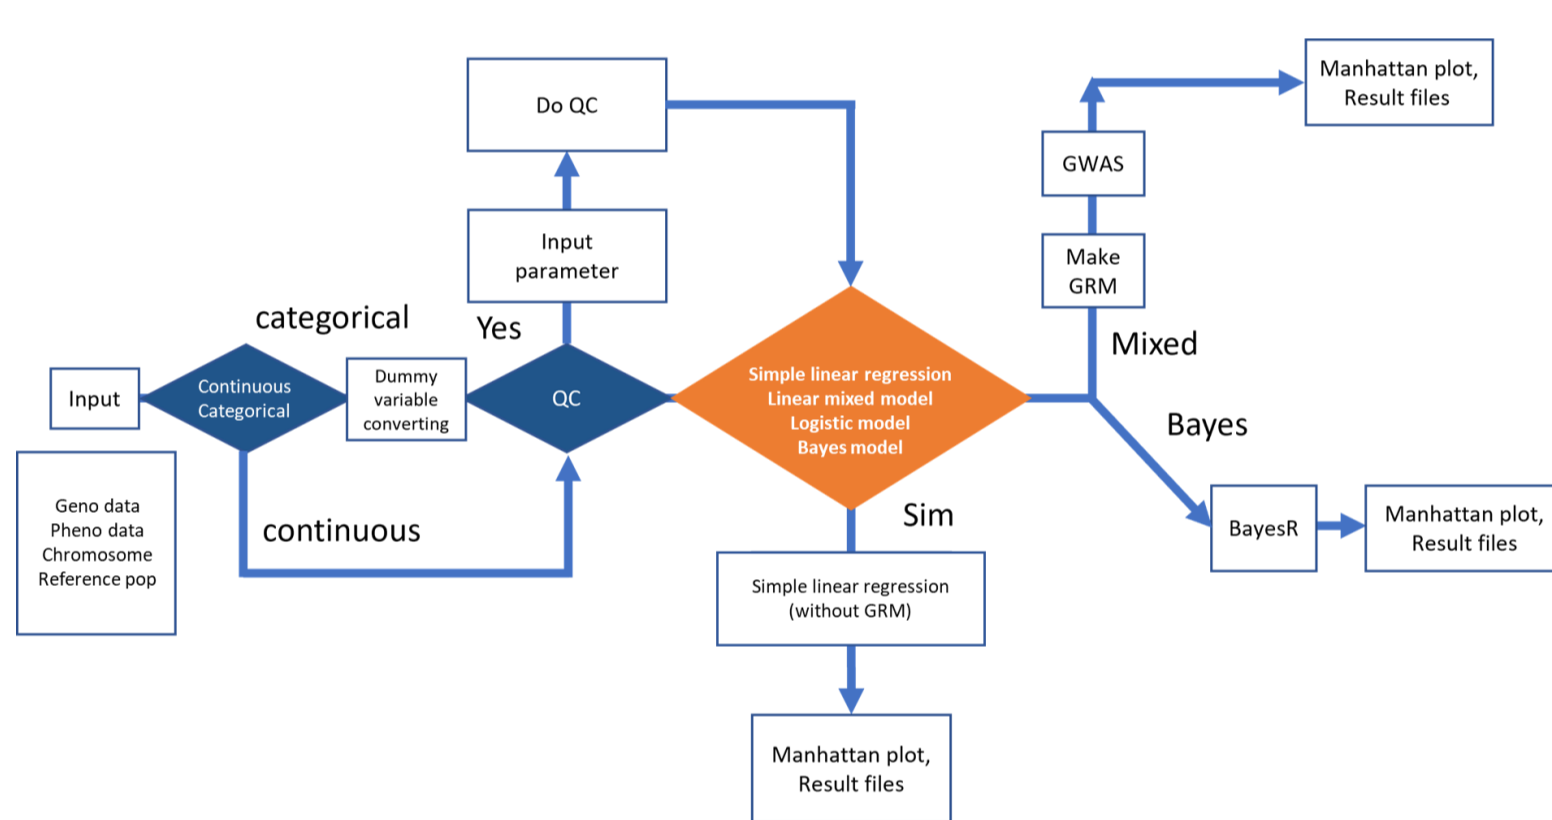 Input
Geno data
Pheno data
Chromosome
Reference pop
Continuous
Categorical
categorical
continuous
Dummy
variable
converting
QC
Yes
Input
parameter
Do QC
Simple linear regression
Linear mixed model
Logistic model
Bayes model
Sim
Simple linear regression
(without GRM)
Manhattan plot,
Result files
Mixed
Make
GRM
GWAS
Manhattan plot,
Result files
Bayes
BayesR
Manhattan plot,
Result files